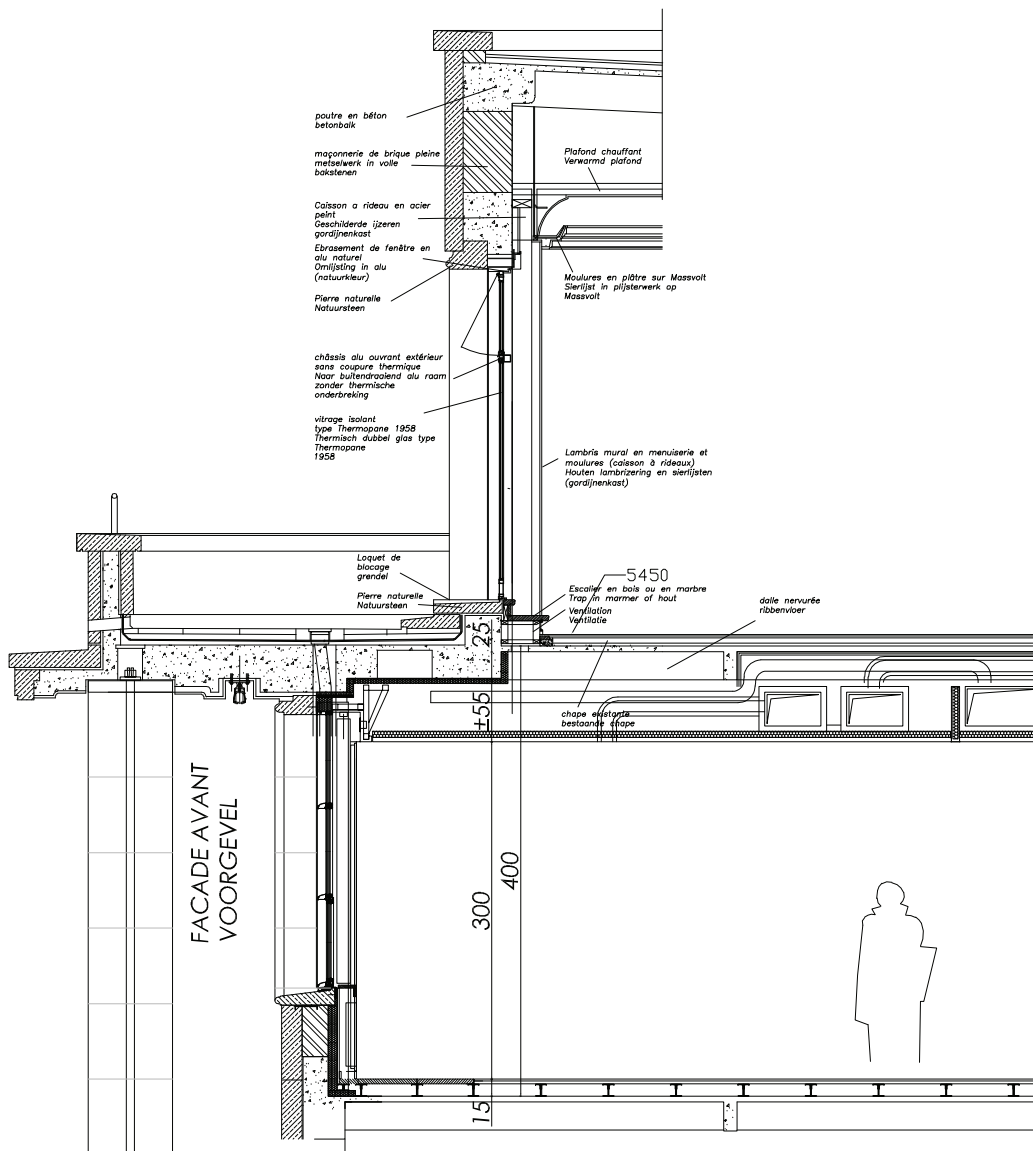 poutre en béton
betonbalk
maçonnerie de brique pleine
metselwerk in volle
bakstenen
Plafond chauffant
Verwarmd plafond
Caisson a rideau en acier
peint
Geschilderde ijzeren
gordijnenkast
Ebrasement de fenêtre en
alu naturel
Omlijsting in alu
(natuurkleur)
Moulures en plâtre sur Massvolt
Sierlijst in plijsterwerk op
Massvolt
Pierre naturelle
Natuursteen
châssis alu ouvrant extérieur
sans coupure thermique
Naar buitendraaiend alu raam
zonder thermische
onderbreking
vitrage isolant
type Thermopane 1958
Thermisch dubbel glas type
Thermopane
1958
Lambris mural en menuiserie et
moulures (caisson à rideaux)
Houten lambrizering en sierlijsten
(gordijnenkast)
Loquet de
blocage
grendel
Pierre naturelle
Natuursteen
5450
Escalier en bois ou en marbre
Trap in marmer of hout
Ventilation
Ventilatie
dalle nervurée
ribbenvloer
25
±55
chape existante
bestaande chape
FACADE AVANT
VOORGEVEL
300
400
15